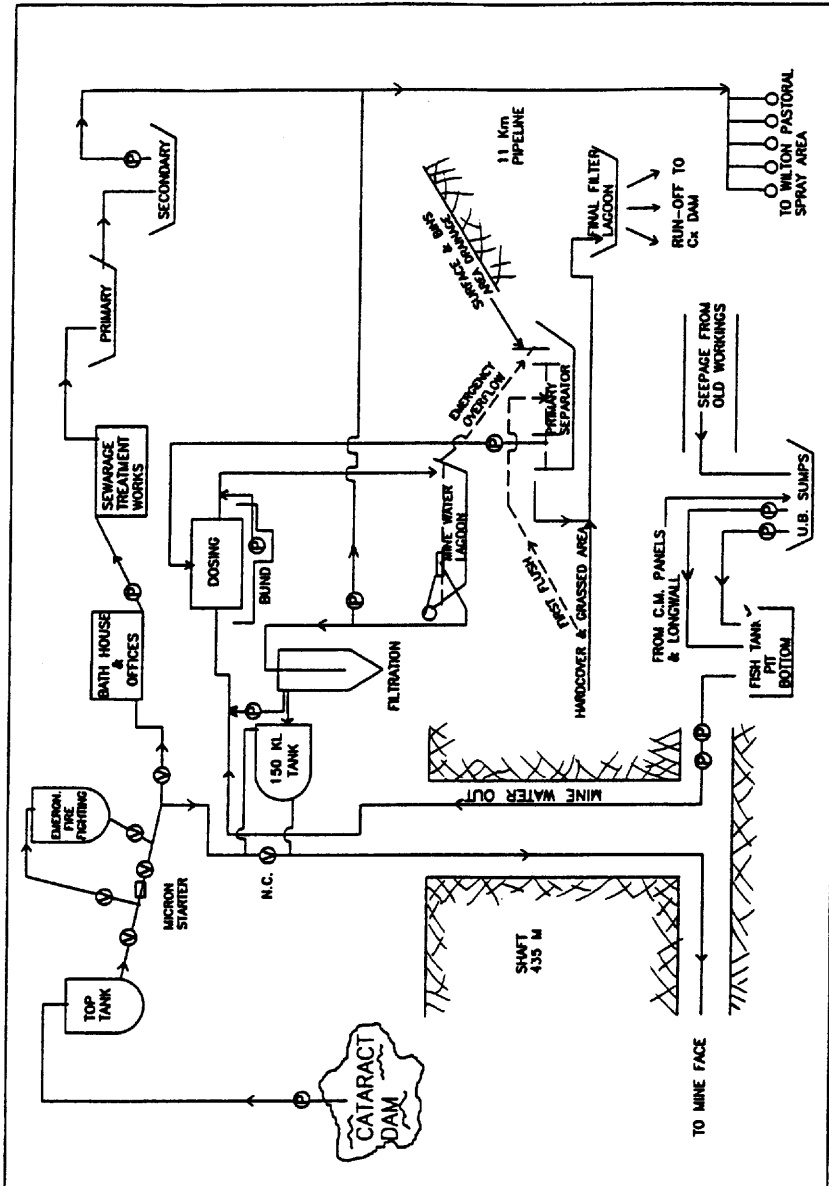 CATARACT
DAM
P
TOP
TANK
V
MICRON
STARTER
V
V
V
EMERGN.
FIRE
FIGHTING
V
BATH HOUSE
&
OFFICES
P
SEWARAGE
TREATMENT
WORKS
PRIMARY
SECONDARY
P
N.C.
V
150 KL
TANK
P
FILTRATION
DOSING
BUND
P
P
MINE WATER
LAGOON
EMERGENCY
OVERFLOW
P
PRIMARY
SEPARATOR
SURFACE & BINS
AREA DRAINAGE
11 Km
PIPELINE
FIRST FLUSH
HARDCOVER & GRASSED AREA
FINAL FILTER
LAGOON
RUN-OFF TO
Cx DAM
TO WILTON PASTORAL
SPRAY AREA
SHAFT
435 M
MINE WATER OUT
TO MINE FACE
P
P
FISH TANK
PIT
BOTTOM
FROM C.M. PANELS
& LONGWALL
P
P
U.B. SUMPS
SEEPAGE FROM
OLD WORKINGS